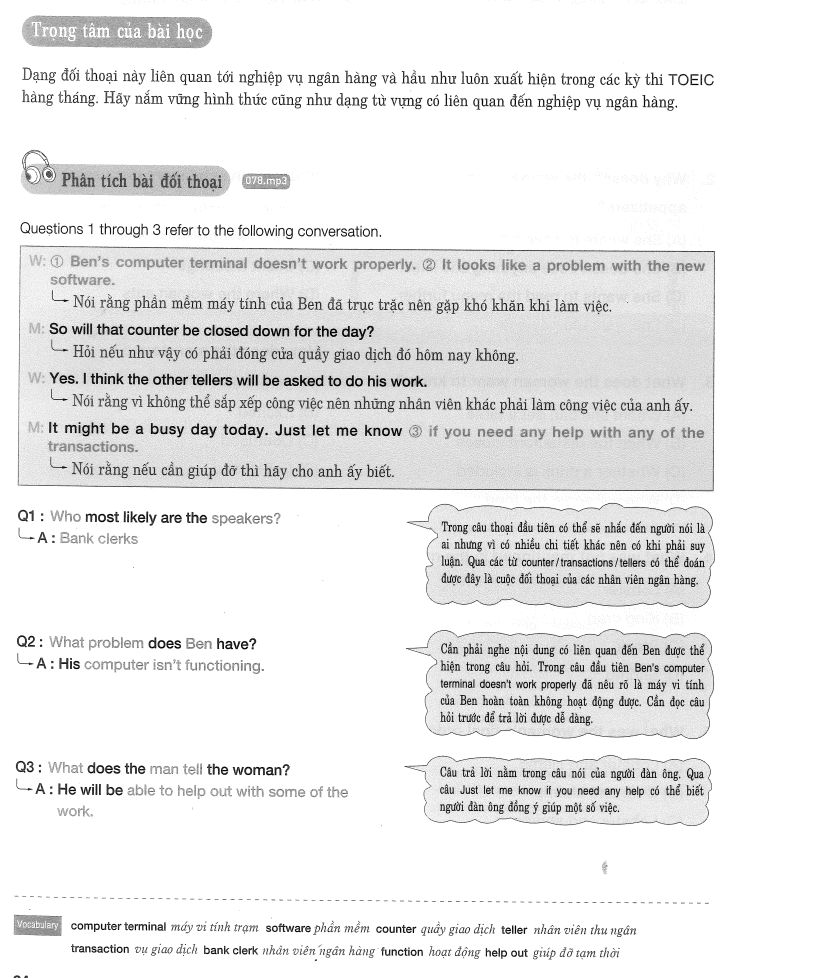 Trọng tâm của bài học
Dạng đối thoại này liên quan tới nghiệp vụ ngân hàng và hầu như luôn xuất hiện trong các kỳ thi TOEIC
hàng tháng. Hãy nắm vững hình thức cũng như dạng từ vựng có liên quan đến nghiệp vụ ngân hàng.
Phân tích bài đối thoại 078.mp3
Questions 1 through 3 refer to the following conversation.
W: ① Ben's computer terminal doesn't work properly. ② It looks like a problem with the new
software.
Nói rằng phần mềm máy tính của Ben đã trục trặc nên gặp khó khăn khi làm việc.
M: So will that counter be closed down for the day?
Hỏi nếu như vậy có phải đóng cửa quầy giao dịch đó hôm nay không.
W: Yes. I think the other tellers will be asked to do his work.
Nói rằng vì không thể sắp xếp công việc nên những nhân viên khác phải làm công việc của anh ấy.
M: It might be a busy day today. Just let me know ③ if you need any help with any of the
transactions.
Nói rằng nếu cần giúp đỡ thì hãy cho anh ấy biết.
Q1 : Who most likely are the speakers?
A : Bank clerks
Trong câu thoại đầu tiên có thể sẽ nhắc đến người nói là
ai nhưng vì có nhiều chi tiết khác nên có khi phải suy
luận. Qua các từ counter/transactions/tellers có thể đoán
được đây là cuộc đối thoại của các nhân viên ngân hàng.
Q2 : What problem does Ben have?
A : His computer isn't functioning.
Cần phải nghe nội dung có liên quan đến Ben được thể
hiện trong câu hỏi. Trong câu đầu tiên Ben's computer
terminal doesn't work properly đã nêu rõ là máy vi tính
của Ben hoàn toàn không hoạt động được. Cần đọc câu
hỏi trước để trả lời được dễ dàng.
Q3 : What does the man tell the woman?
A : He will be able to help out with some of the
work.
Câu trả lời nằm trong câu nói của người đàn ông. Qua
câu Just let me know if you need any help có thể biết
người đàn ông đồng ý giúp một số việc.
Vocabulary computer terminal máy vi tính trạm software phần mềm counter quầy giao dịch teller nhân viên thu ngân
transaction vụ giao dịch bank clerk nhân viên ngân hàng function hoạt động help out giúp đỡ tạm thời